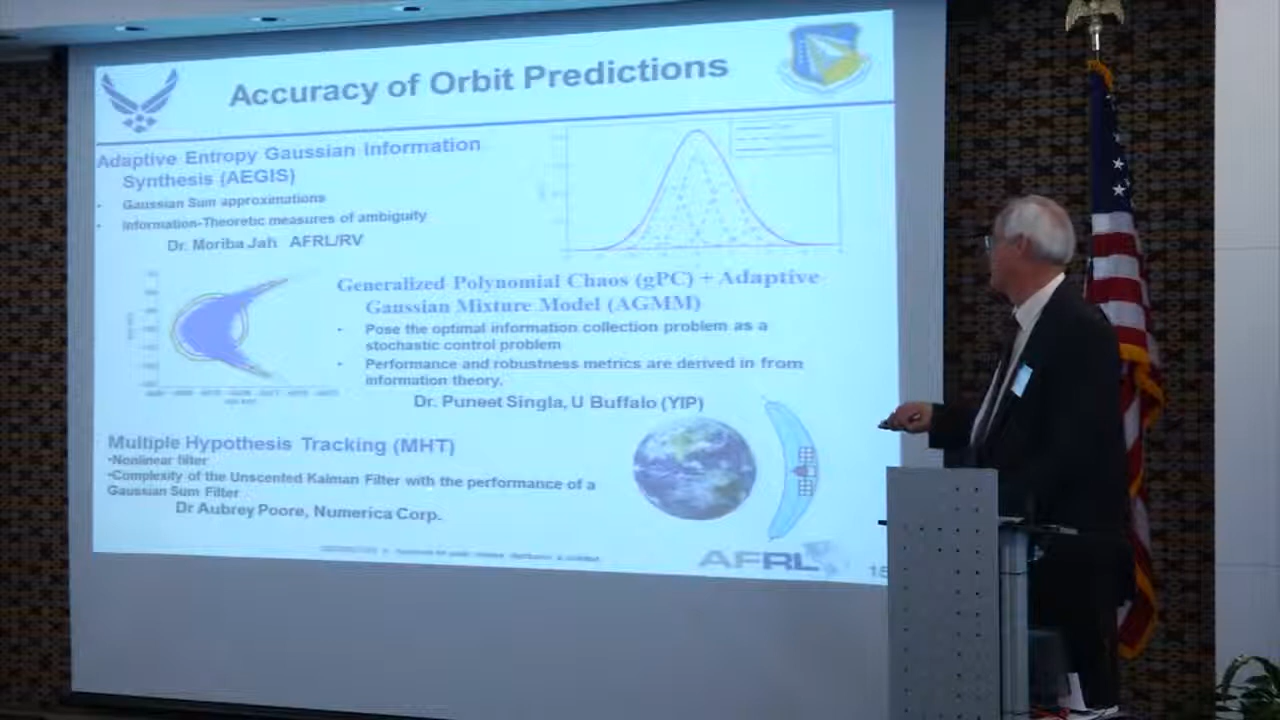 Accuracy of Orbit Predictions
Adaptive Entropy Gaussian Information
Synthesis (AEGIS)
• Gaussian Sum approximations
• Information-Theoretic measures of ambiguity
Dr. Moriba Jah AFRL/RV
Generalized Polynomial Chaos (gPC) + Adaptive
Gaussian Mixture Model (AGMM)
• Pose the optimal information collection problem as a
stochastic control problem
• Performance and robustness metrics are derived in from
information theory.
Dr. Puneet Singla, U Buffalo (YIP)
Multiple Hypothesis Tracking (MHT)
•Nonlinear filter
•Complexity of the Unscented Kalman Filter with the performance of a
Gaussian Sum Filter
Dr Aubrey Poore, Numerica Corp.
AFRL